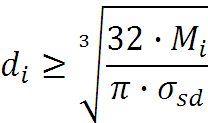 d_i ≥ ∛((32 · M_i) / (π · σ_sd))